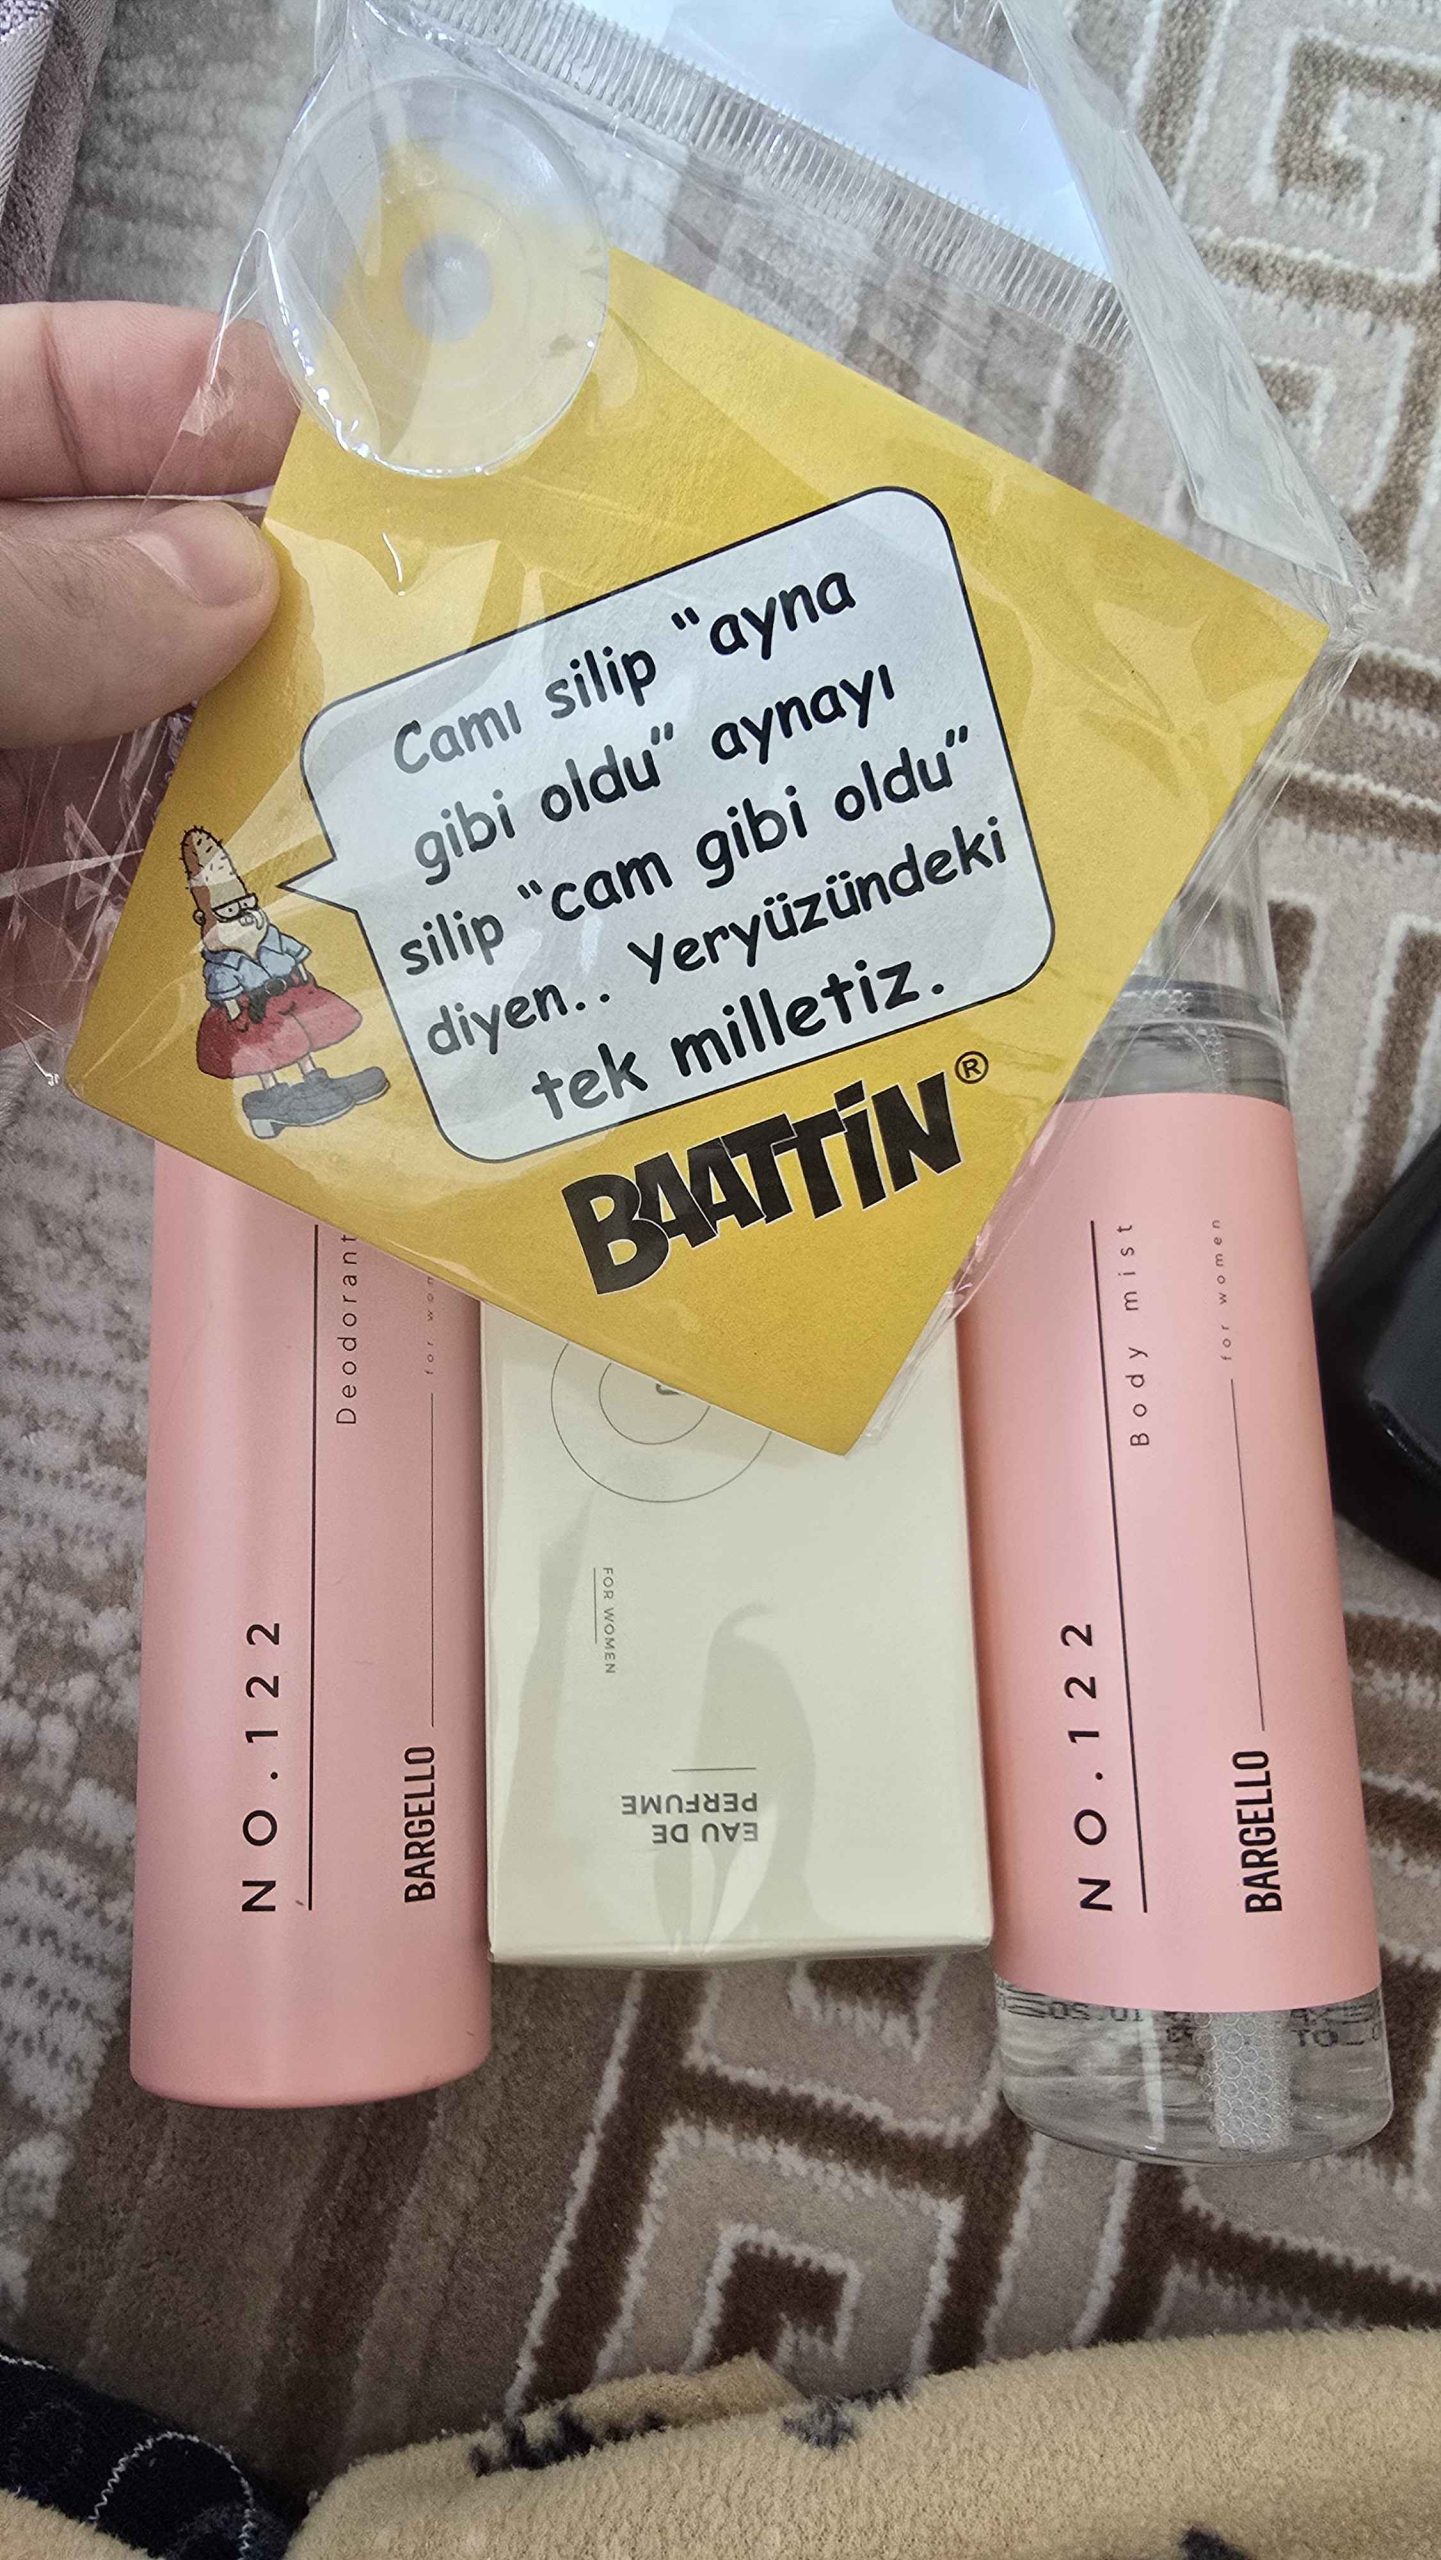 Camı silip "ayna
gibi oldu" aynayı
silip "cam gibi oldu"
diyen.. Yeryüzündeki
tek milletiz.
BAATTİN®
NO.122
Deodorant
for
BARGELLO
FOR WOMEN
EAU DE
PERFUME
NO.122
Body mist
for women
BARGELLO